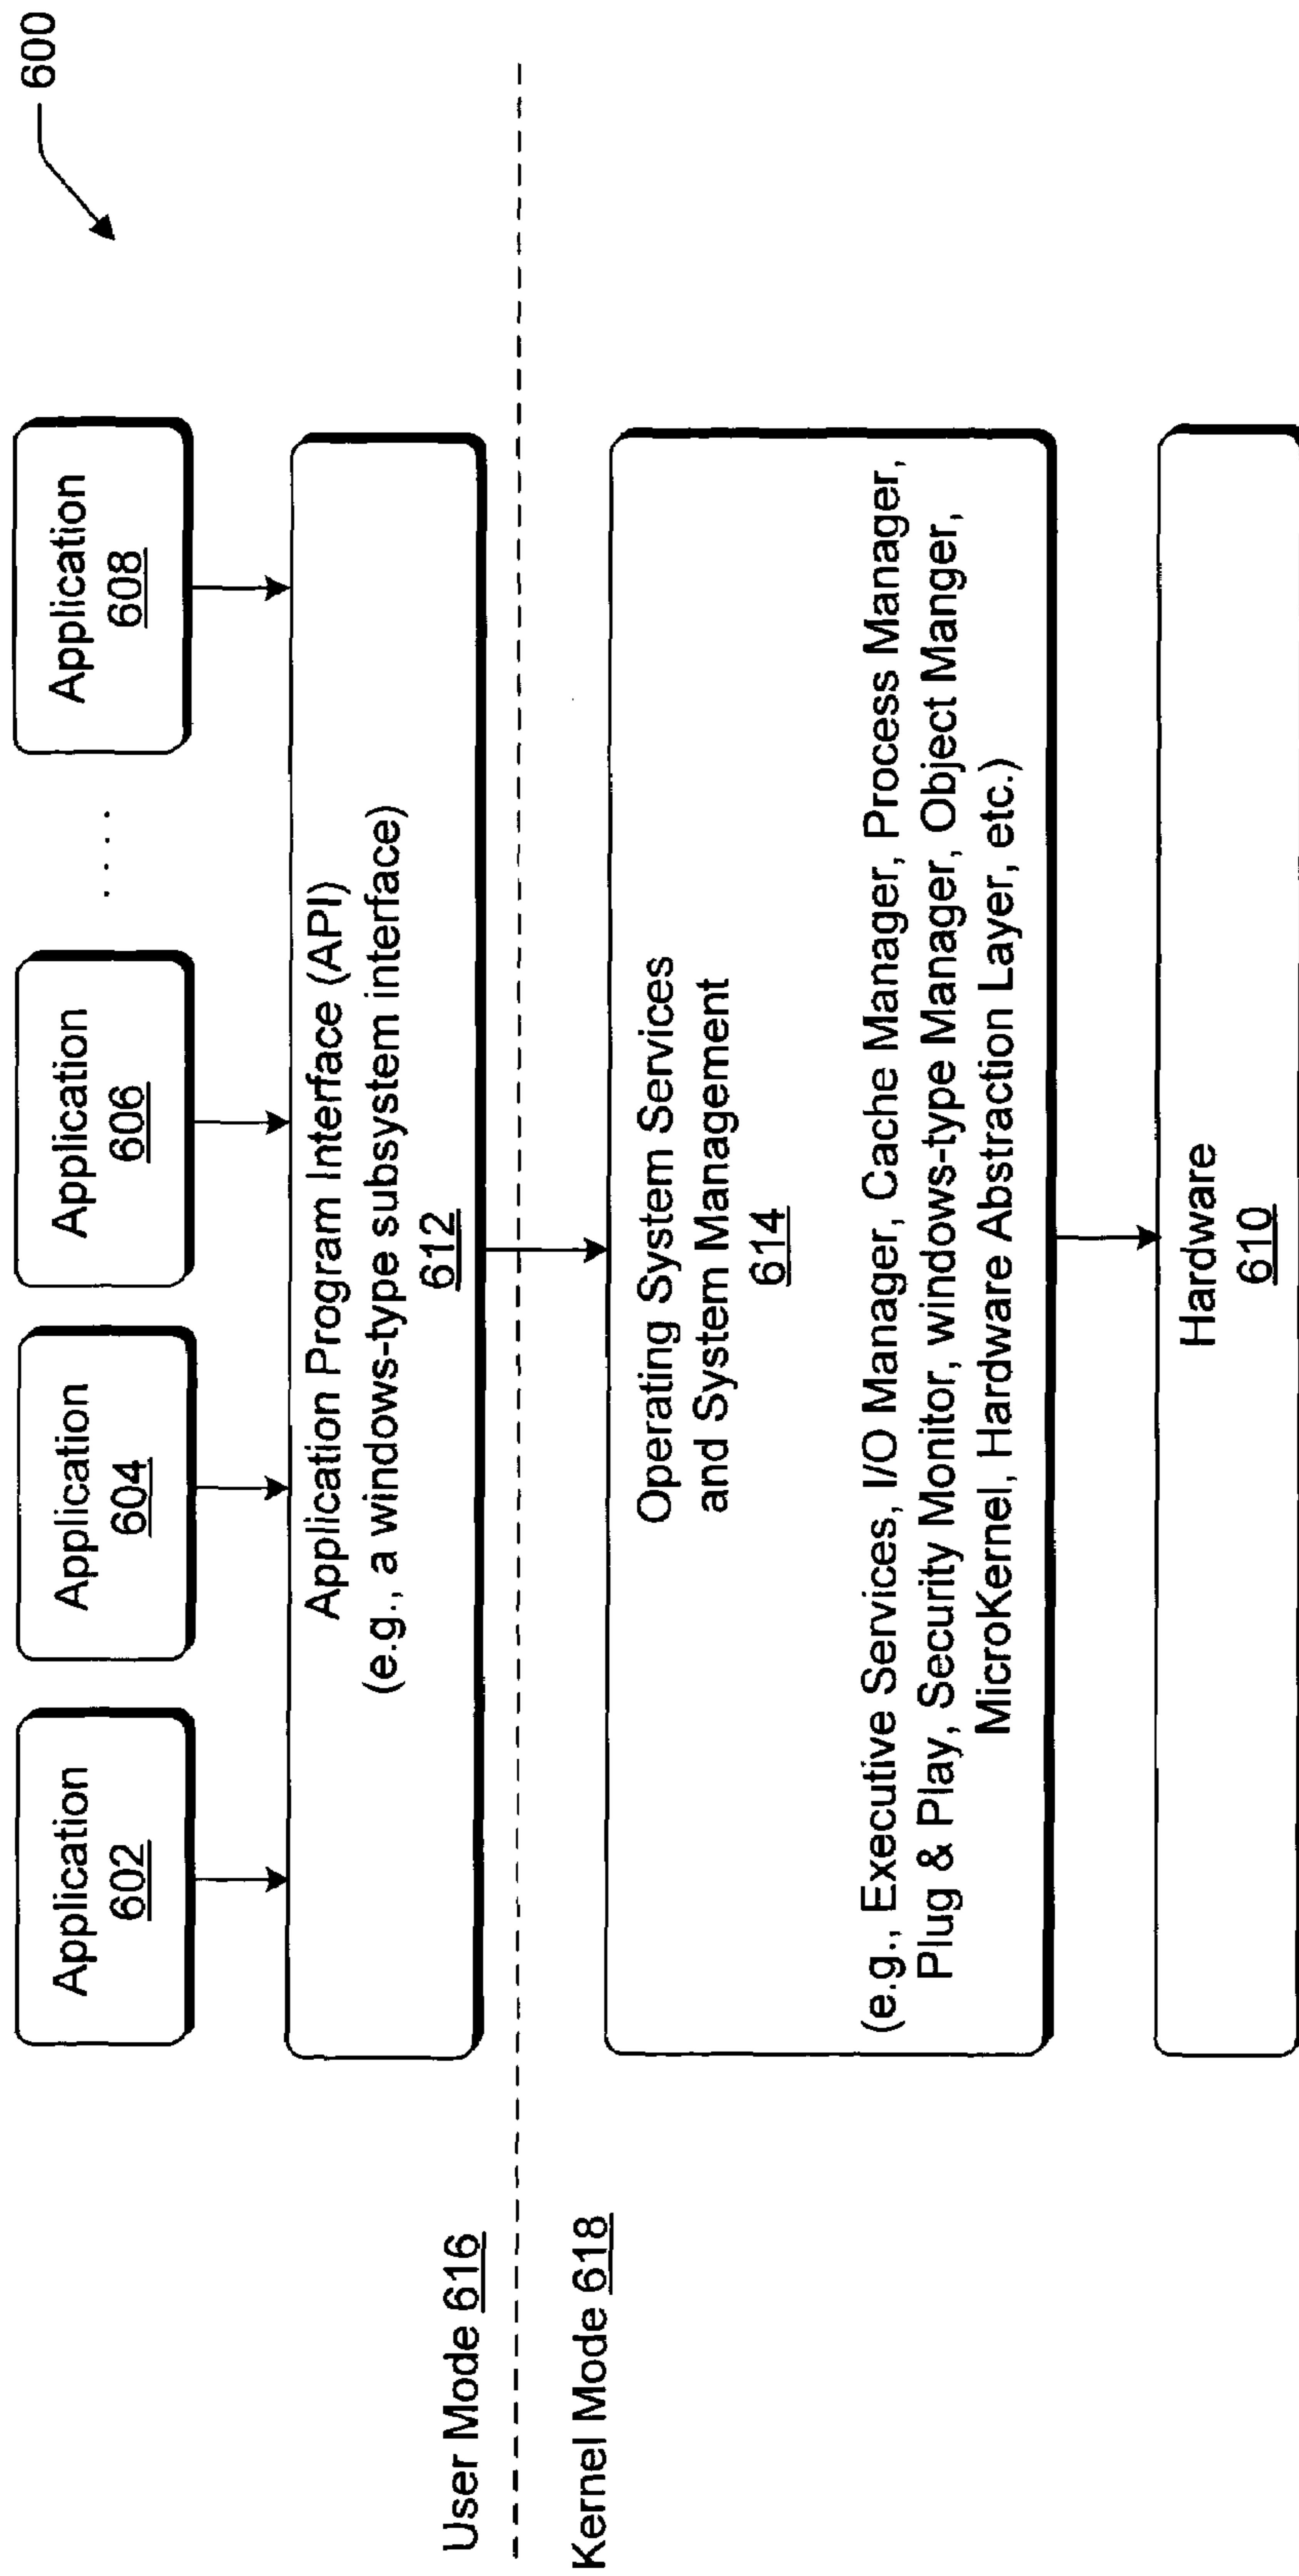 600
Application
602
Application
604
Application
606
. . . .
Application
608
Application Program Interface (API)
(e.g., a windows-type subsystem interface)
612
User Mode 616
Kernel Mode 618
Operating System Services
and System Management
614
(e.g., Executive Services, I/O Manager, Cache Manager, Process Manager,
Plug & Play, Security Monitor, windows-type Manager, Object Manger,
MicroKernel, Hardware Abstraction Layer, etc.)
Hardware
610